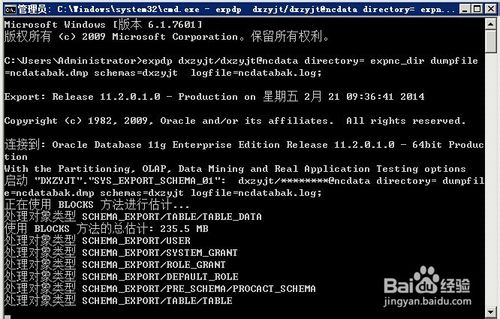 管理员: C:\Windows\system32\cmd.exe - expdp  dxzyjt/dxzyjt@ncdata directory= expn...
Microsoft Windows [版本 6.1.7601]
版权所有 (c) 2009 Microsoft Corporation。保留所有权利。
C:\Users\Administrator>expdp dxzyjt/dxzyjt@ncdata directory= expnc_dir dumpfile
=ncdatabak.dmp schemas=dxzyjt  logfile=ncdatabak.log;
Export: Release 11.2.0.1.0 - Production on 星期五 2月 21 09:36:41 2014
Copyright (c) 1982, 2009, Oracle and/or its affiliates.  All rights reserved.
连接到: Oracle Database 11g Enterprise Edition Release 11.2.0.1.0 - 64bit Produc
tion
With the Partitioning, OLAP, Data Mining and Real Application Testing options
启动 "DXZYJT"."SYS_EXPORT_SCHEMA_01":  dxzyjt/********@ncdata directory= dumpfi
le=ncdatabak.dmp schemas=dxzyjt  logfile=ncdatabak.log;
正在使用 BLOCKS 方法进行估计...
处理对象类型 SCHEMA_EXPORT/TABLE/TABLE_DATA
使用 BLOCKS 方法的总估计: 235.5 MB
处理对象类型 SCHEMA_EXPORT/USER
处理对象类型 SCHEMA_EXPORT/SYSTEM_GRANT
处理对象类型 SCHEMA_EXPORT/ROLE_GRANT
处理对象类型 SCHEMA_EXPORT/DEFAULT_ROLE
处理对象类型 SCHEMA_EXPORT/PRE_SCHEMA/PROCACT_SCHEMA
处理对象类型 SCHEMA_EXPORT/TABLE/TABLE
Baidu 经验
jingyan.baidu.com